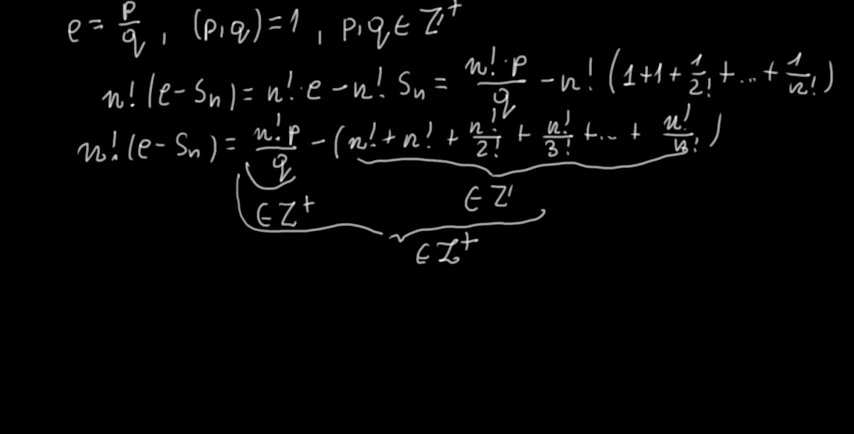 e = p/q , (p,q) = 1 , p,q ∈ Z⁺
n! (e - Sₙ) = n!·e - n! Sₙ = n!·p/q - n! (1+1+1/2!+...+1/n!)
n! (e - Sₙ) = n!p/q - (n! + n! + n!/2! + n!/3! + ... + n!/n!)
∈ Z⁺ ∈ Z
∈ Z⁺